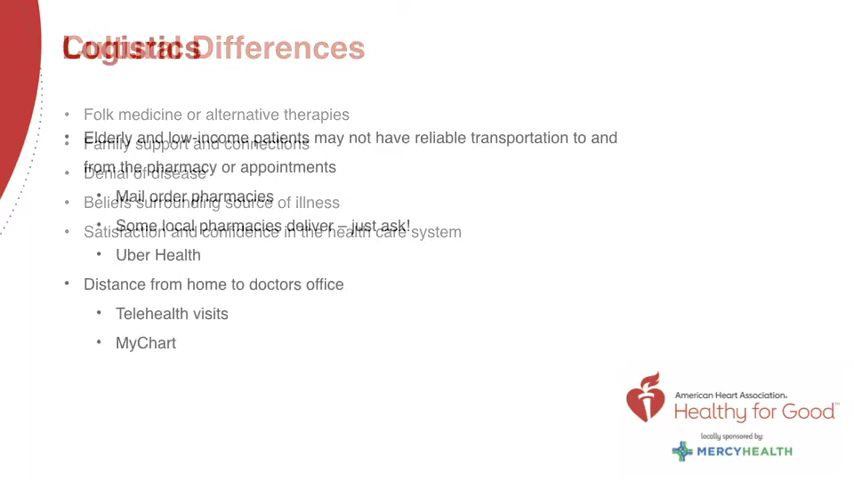 Cultural Differences
Logistics
• Folk medicine or alternative therapies
• Family support and connections
• Denial of disease
• Beliefs surrounding source of illness
• Satisfaction and confidence in the health care system
• Elderly and low-income patients may not have reliable transportation to and
from the pharmacy or appointments
• Mail order pharmacies
• Some local pharmacies deliver – just ask!
• Uber Health
• Distance from home to doctors office
• Telehealth visits
• MyChart
American Heart Association®
Healthy for Good™
locally sponsored by:
MERCYHEALTH